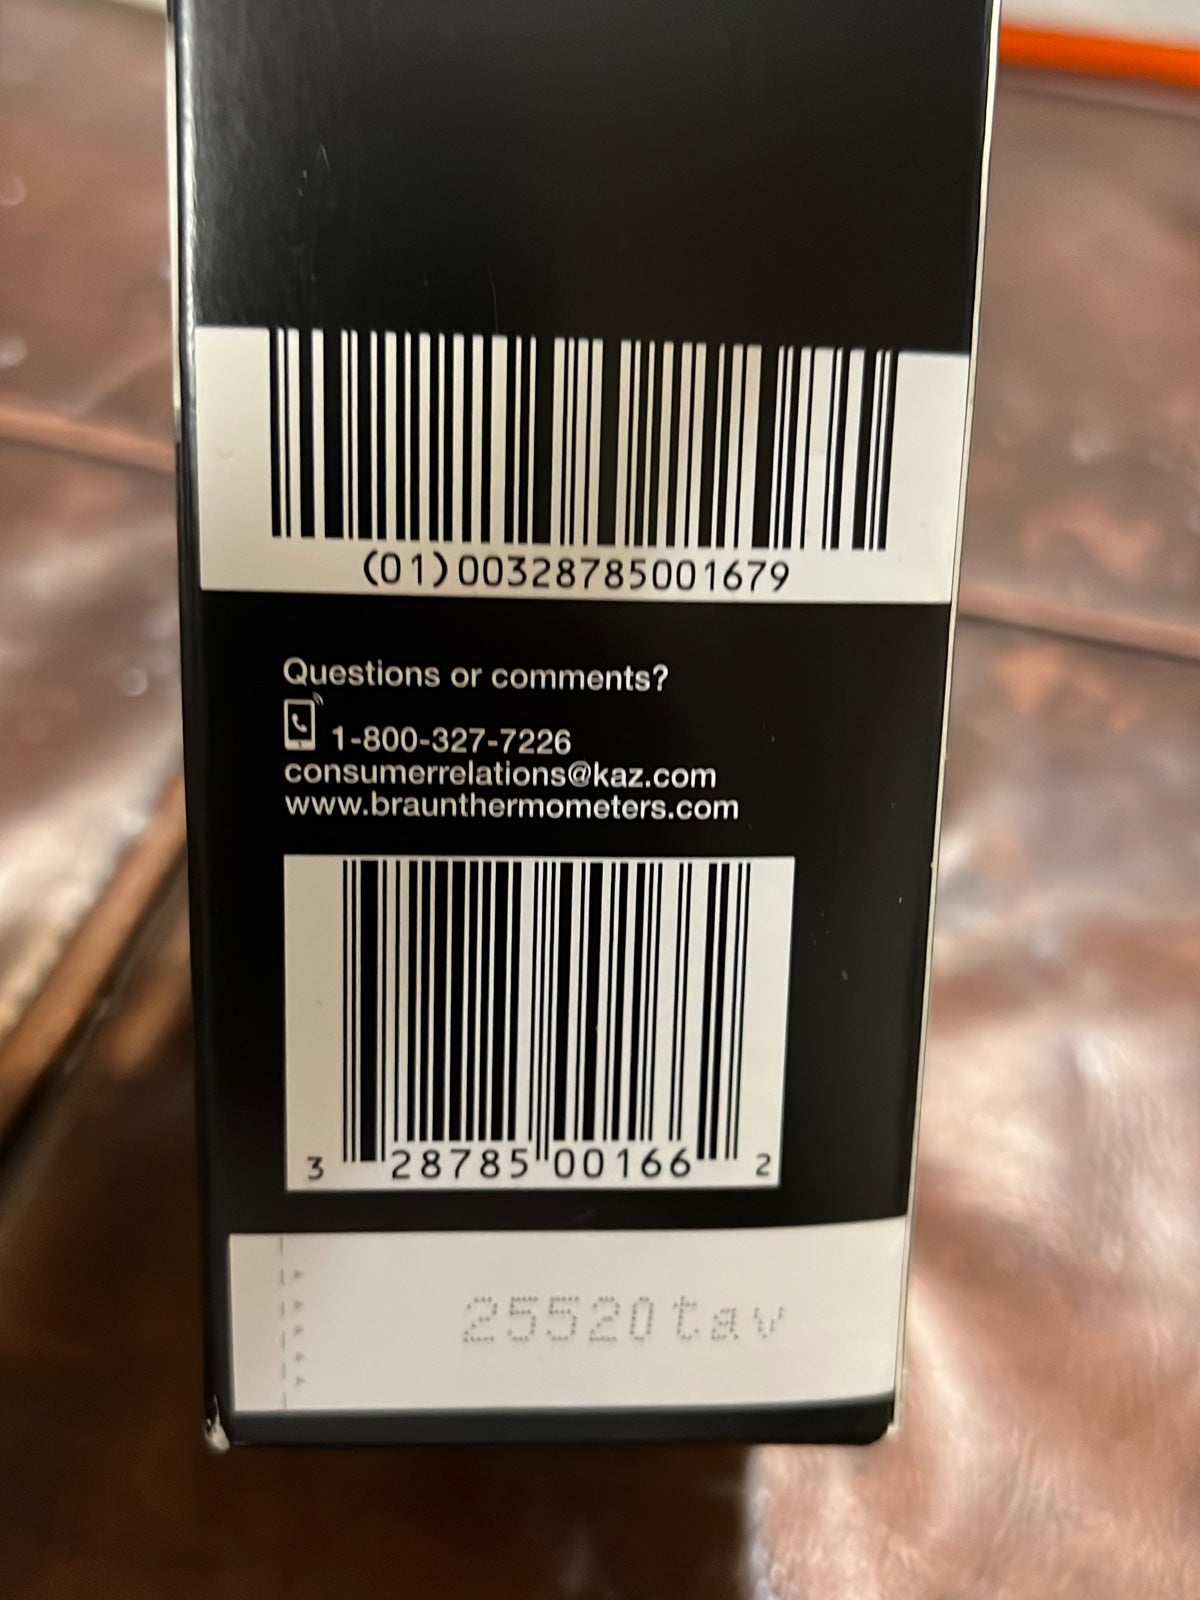 (01)00328785001679
Questions or comments?
1-800-327-7226
consumerrelations@kaz.com
www.braunthermometers.com
3 28785 00166 2
25520tav